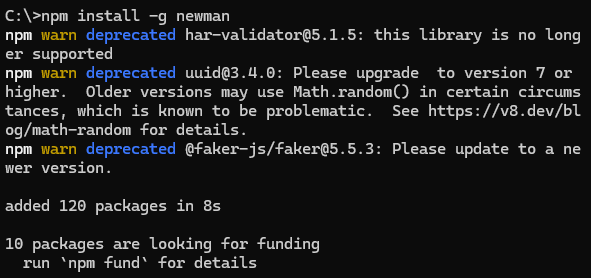 C:\>npm install -g newman
npm warn deprecated har-validator@5.1.5: this library is no long
er supported
npm warn deprecated uuid@3.4.0: Please upgrade  to version 7 or
higher.  Older versions may use Math.random() in certain circums
tances, which is known to be problematic.  See https://v8.dev/bl
og/math-random for details.
npm warn deprecated @faker-js/faker@5.5.3: Please update to a ne
wer version.
added 120 packages in 8s
10 packages are looking for funding
  run `npm fund` for details